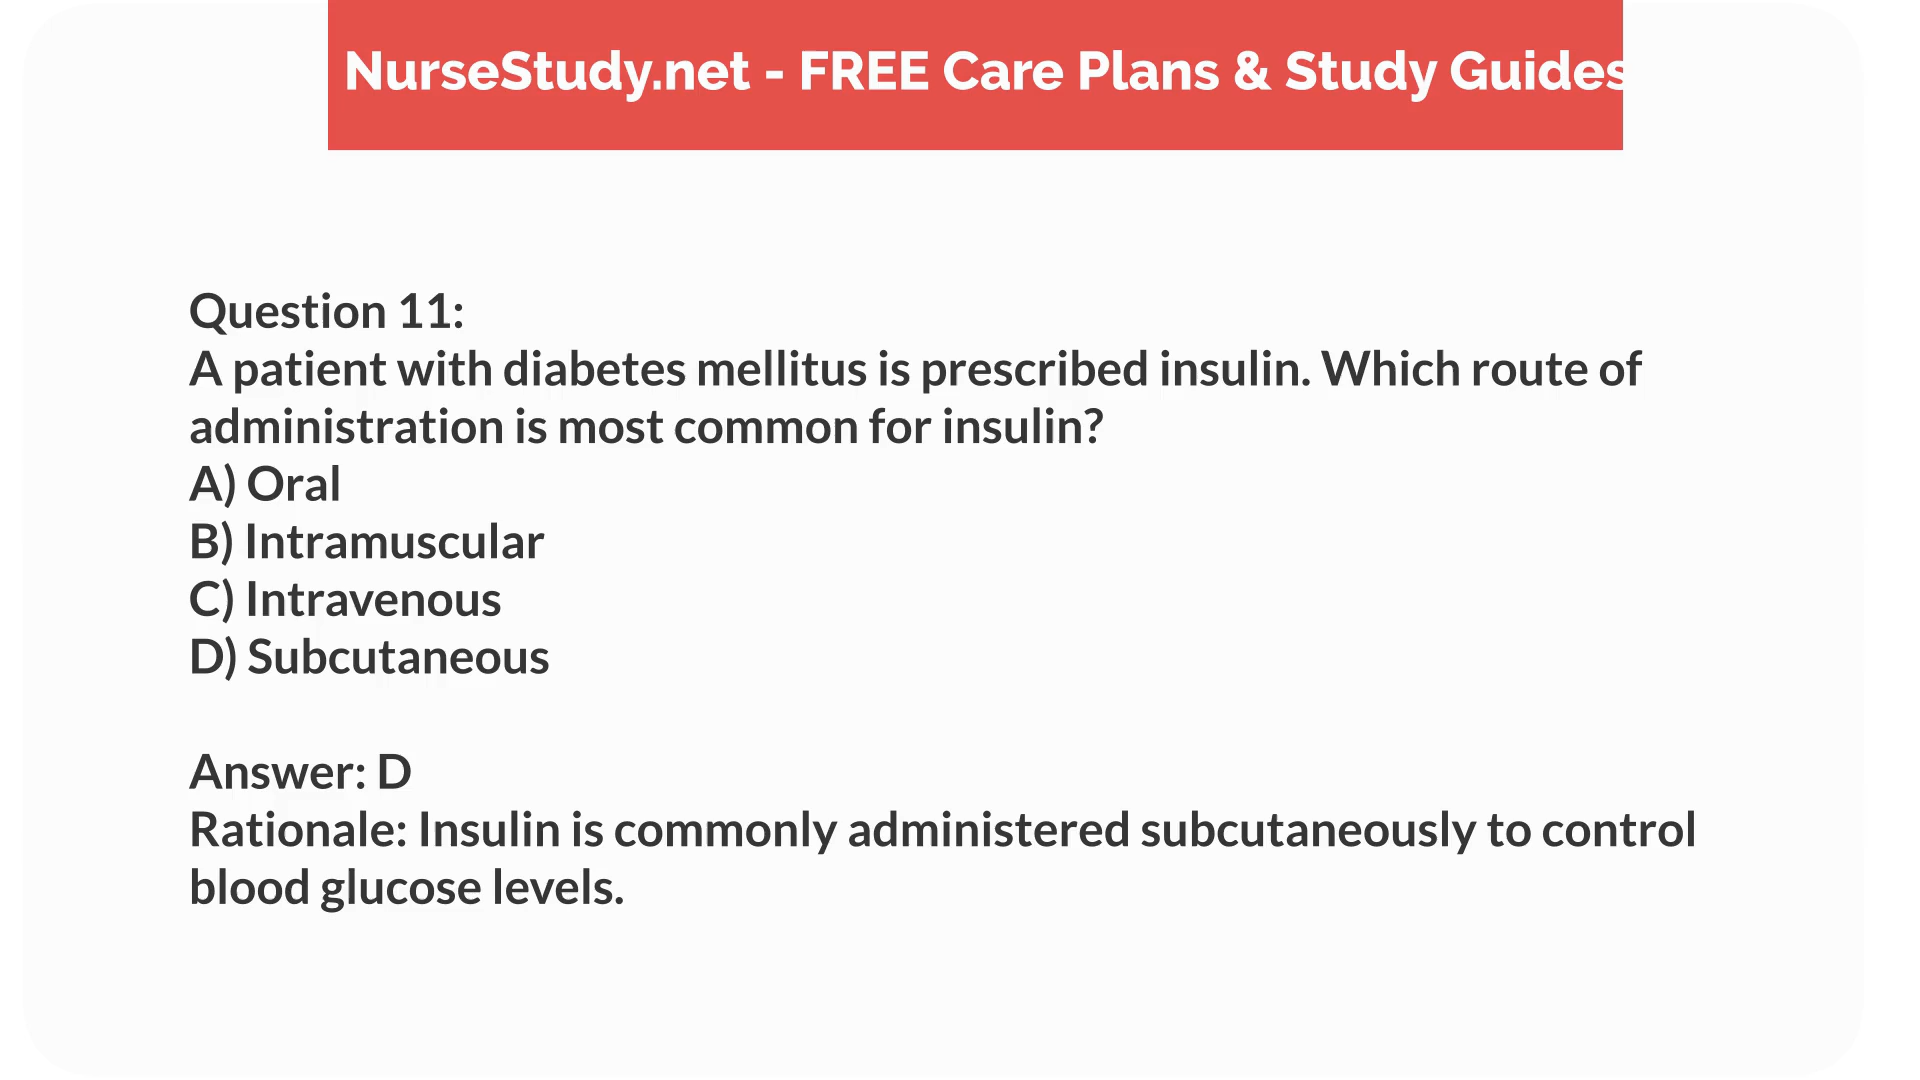 NurseStudy.net - FREE Care Plans & Study Guides
Question 11:
A patient with diabetes mellitus is prescribed insulin. Which route of
administration is most common for insulin?
A) Oral
B) Intramuscular
C) Intravenous
D) Subcutaneous
Answer: D
Rationale: Insulin is commonly administered subcutaneously to control
blood glucose levels.